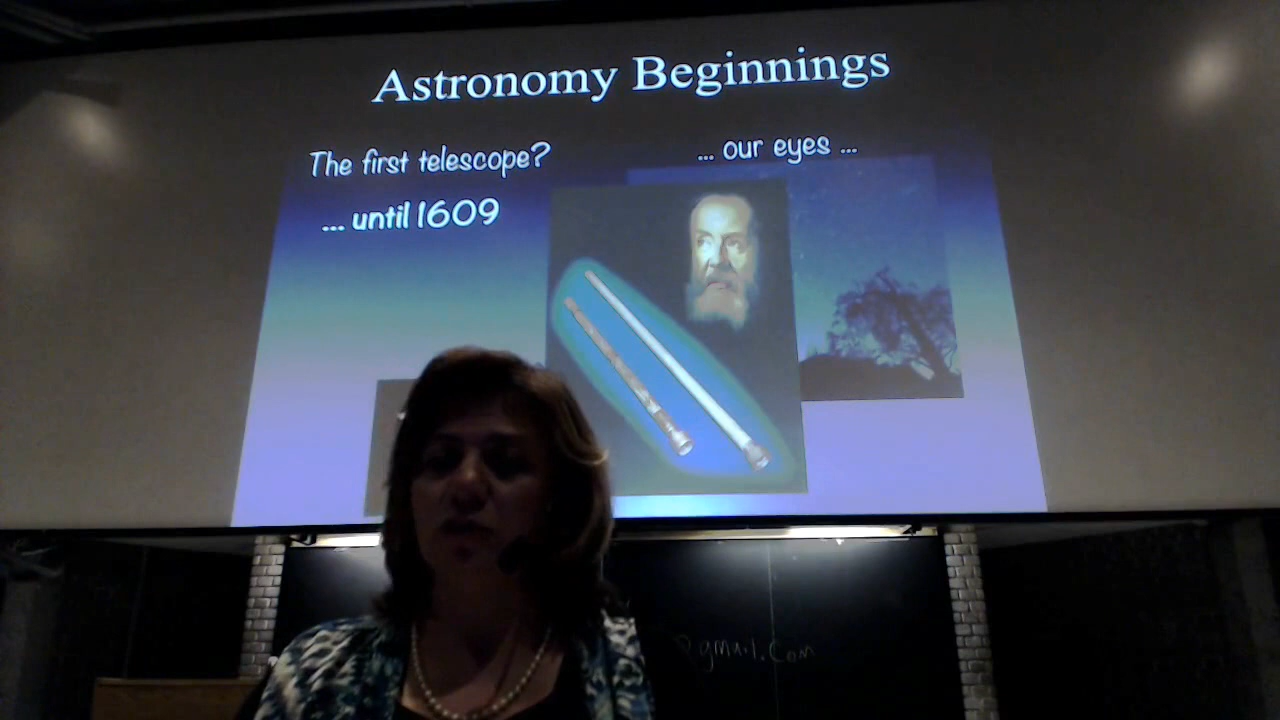 Astronomy Beginnings
The first telescope?
... our eyes ...
... until 1609
@gmail.com